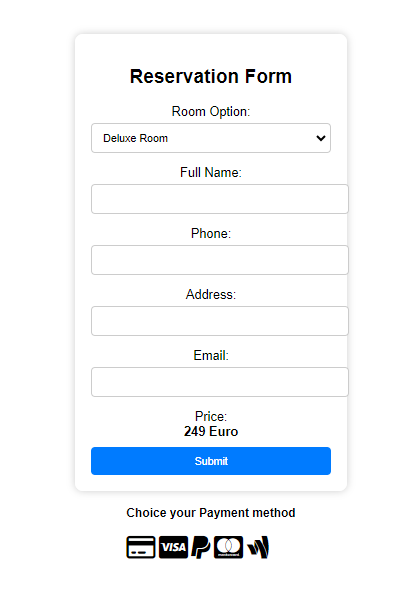 Reservation Form
Room Option:
Deluxe Room
Full Name:
Phone:
Address:
Email:
Price:
249 Euro
Submit
Choice your Payment method
VISA
mastercard